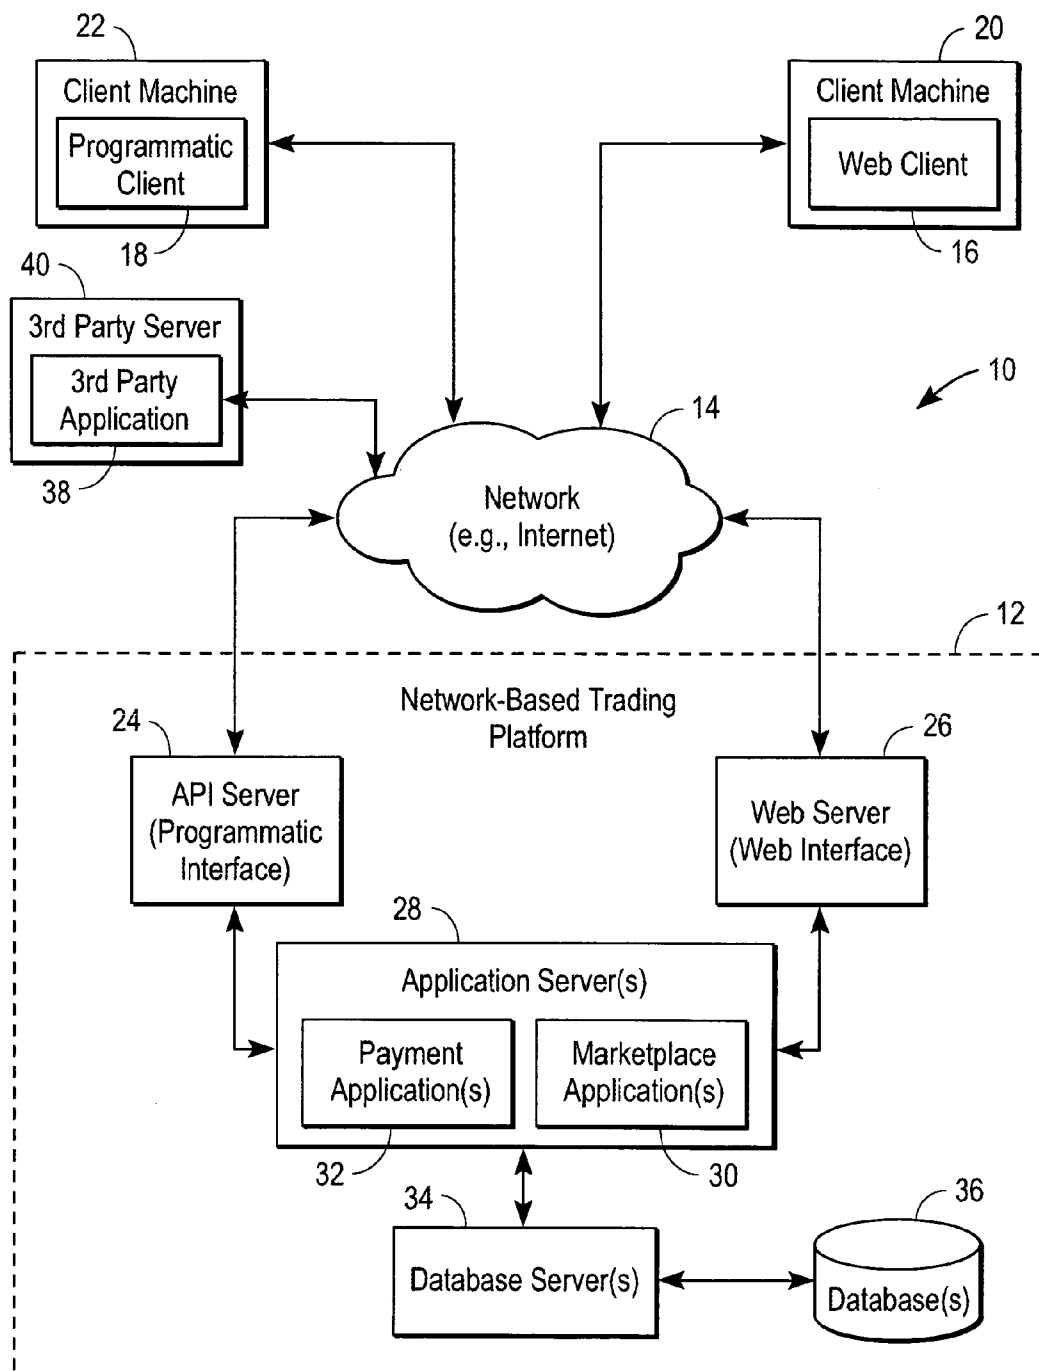 22
Client Machine
Programmatic
Client
18
20
Client Machine
Web Client
16
40
3rd Party Server
3rd Party
Application
38
10
14
Network
(e.g., Internet)
12
Network-Based Trading
Platform
24
API Server
(Programmatic
Interface)
26
Web Server
(Web Interface)
28
Application Server(s)
Payment
Application(s)
32
Marketplace
Application(s)
30
34
Database Server(s)
36
Database(s)